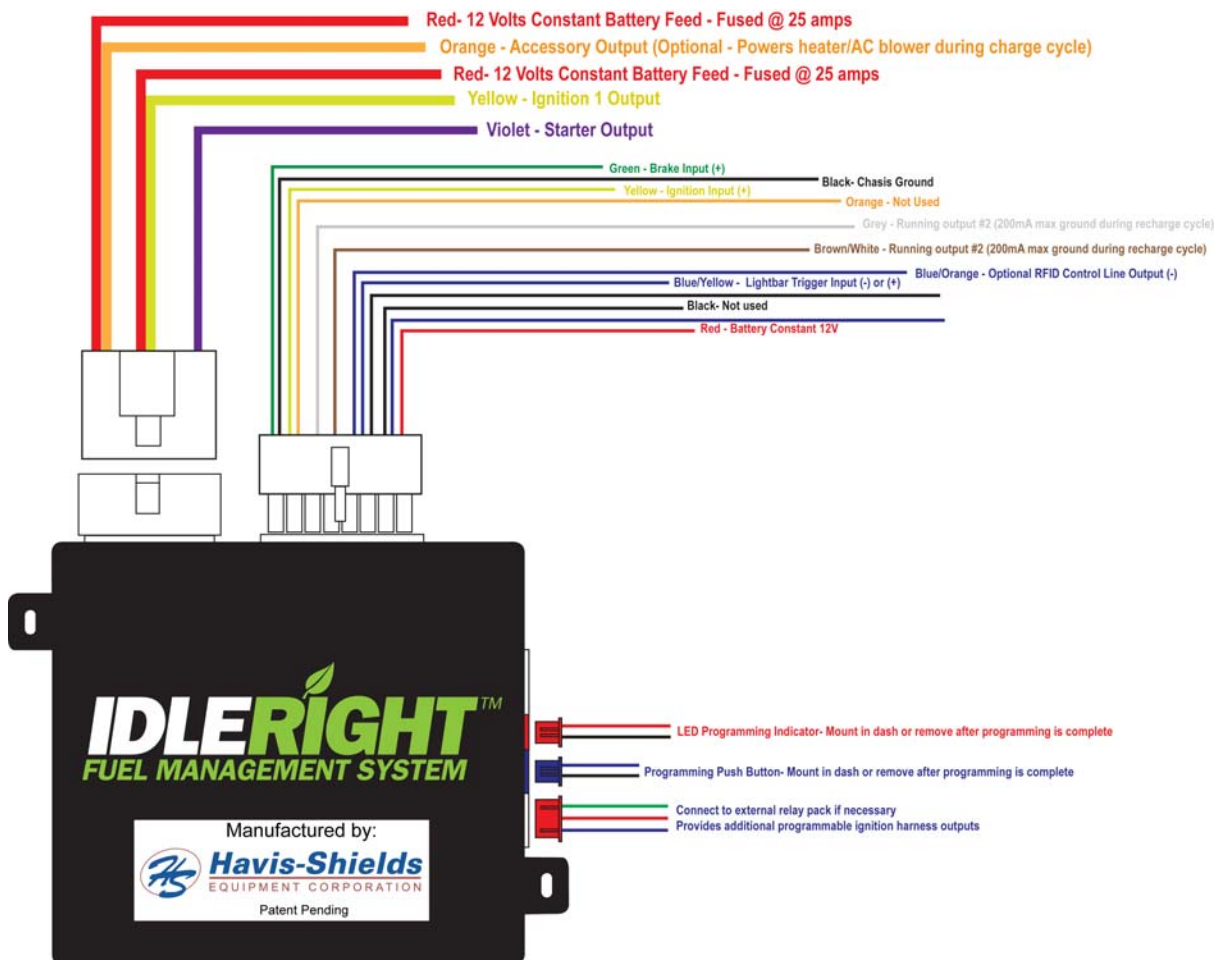 Red- 12 Volts Constant Battery Feed - Fused @ 25 amps
Orange - Accessory Output (Optional - Powers heater/AC blower during charge cycle)
Red- 12 Volts Constant Battery Feed - Fused @ 25 amps
Yellow - Ignition 1 Output
Violet - Starter Output
Green - Brake Input (+)
Black- Chasis Ground
Yellow - Ignition Input (+)
Orange - Not Used
Grey - Running output #2 (200mA max ground during recharge cycle)
Brown/White - Running output #2 (200mA max ground during recharge cycle)
Blue/Orange - Optional RFID Control Line Output (-)
Blue/Yellow - Lightbar Trigger Input (-) or (+)
Black- Not used
Red - Battery Constant 12V
IDLERIGHT™
FUEL MANAGEMENT SYSTEM
LED Programming Indicator- Mount in dash or remove after programming is complete
Programming Push Button- Mount in dash or remove after programming is complete
Connect to external relay pack if necessary
Provides additional programmable ignition harness outputs
Manufactured by:
HS Havis-Shields
EQUIPMENT CORPORATION
Patent Pending